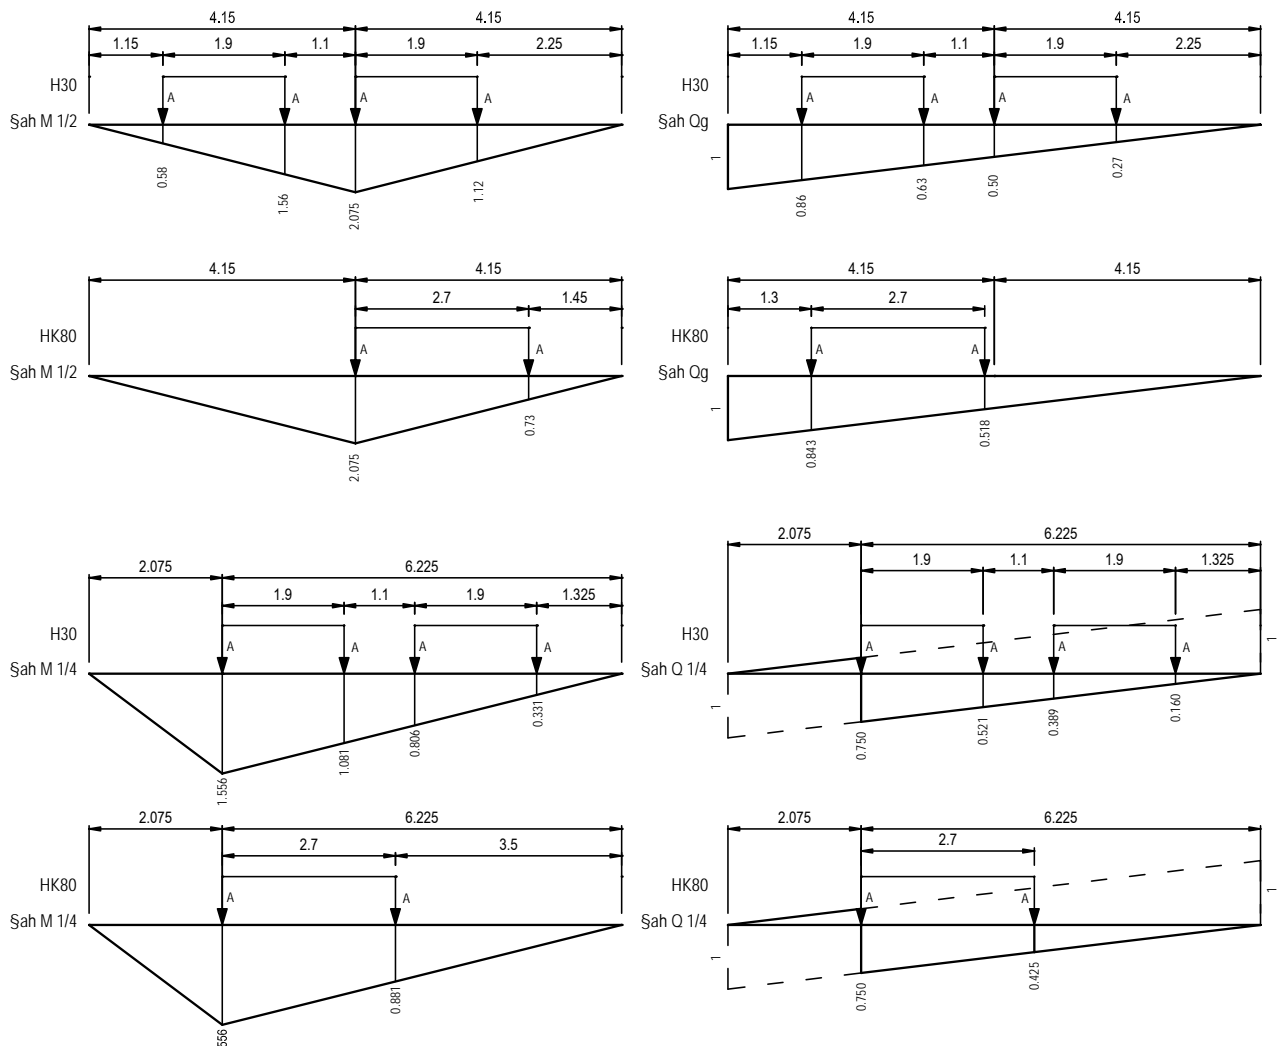 4.15 4.15
1.15 1.9 1.1 1.9 2.25
H30
A A A A
§ah M 1/2
0.58 1.56 2.075 1.12
4.15 4.15
1.15 1.9 1.1 1.9 2.25
H30
A A A A
§ah Qg
1 0.86 0.63 0.50 0.27
4.15 4.15
2.7 1.45
HK80
A A
§ah M 1/2
2.075 0.73
4.15 4.15
1.3 2.7
HK80
A A
§ah Qg
1 0.843 0.518
2.075 6.225
1.9 1.1 1.9 1.325
H30
A A A A
§ah M 1/4
1.556 1.081 0.806 0.331
2.075 6.225
1.9 1.1 1.9 1.325
H30
A A A A
§ah Q 1/4
1 0.750 0.521 0.389 0.160 1
2.075 6.225
2.7 3.5
HK80
A A
§ah M 1/4
556 0.881
2.075 6.225
2.7
HK80
A A
§ah Q 1/4
1 0.750 0.425 1